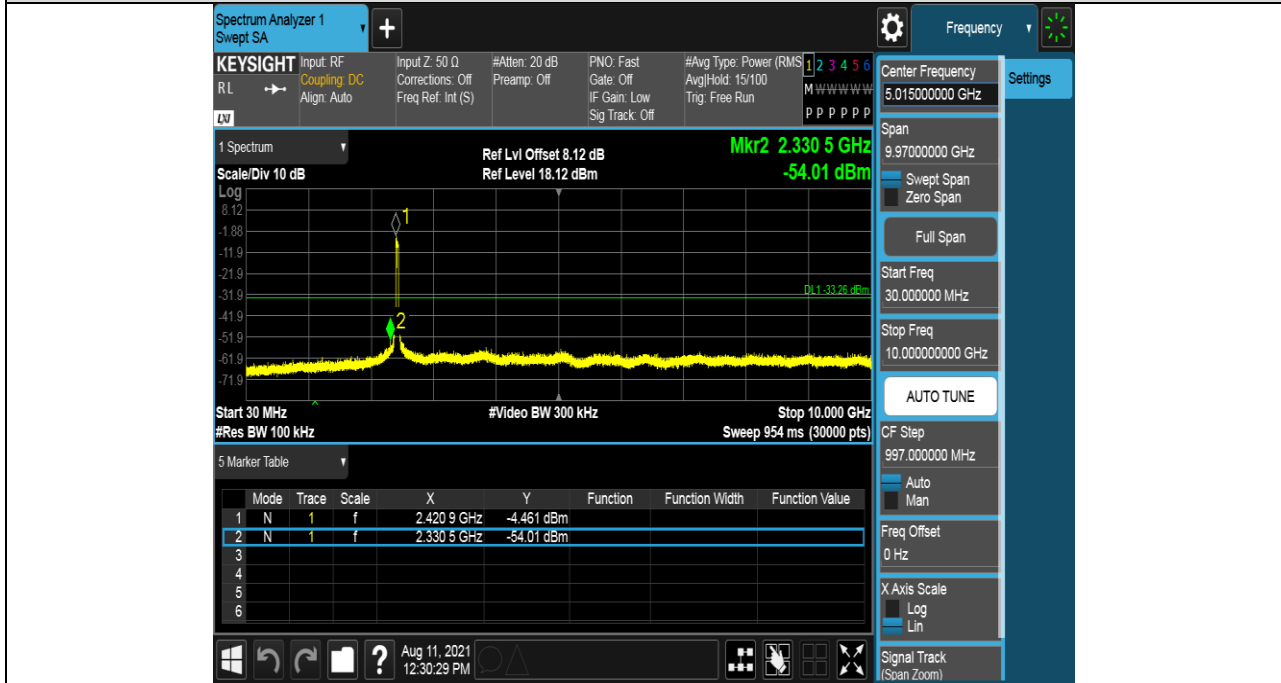 Spectrum Analyzer 1
Swept SA
+
Frequency
KEYSIGHT
RL
LXI
Input: RF
Coupling: DC
Align: Auto
Input Z: 50 Ω
Corrections: Off
Freq Ref: Int (S)
#Atten: 20 dB
Preamp: Off
PNO: Fast
Gate: Off
IF Gain: Low
Sig Track: Off
#Avg Type: Power (RMS
Avg|Hold: 15/100
Trig: Free Run
1 2 3 4 5 6
M W W W W W
P P P P P P
1 Spectrum
Scale/Div 10 dB
Ref Lvl Offset 8.12 dB
Ref Level 18.12 dBm
Mkr2 2.330 5 GHz
-54.01 dBm
Log
8.12
-1.88
-11.9
-21.9
-31.9
-41.9
-51.9
-61.9
-71.9
1
2
DL1 -33.26 dBm
Start 30 MHz
#Res BW 100 kHz
#Video BW 300 kHz
Stop 10.000 GHz
Sweep 954 ms (30000 pts)
5 Marker Table
Mode Trace Scale X Y Function Function Width Function Value
1 N 1 f 2.420 9 GHz -4.461 dBm
2 N 1 f 2.330 5 GHz -54.01 dBm
3
4
5
6
?
Aug 11, 2021
12:30:29 PM
Center Frequency
5.015000000 GHz
Settings
Span
9.97000000 GHz
Swept Span
Zero Span
Full Span
Start Freq
30.000000 MHz
Stop Freq
10.000000000 GHz
AUTO TUNE
CF Step
997.000000 MHz
Auto
Man
Freq Offset
0 Hz
X Axis Scale
Log
Lin
Signal Track
(Span Zoom)